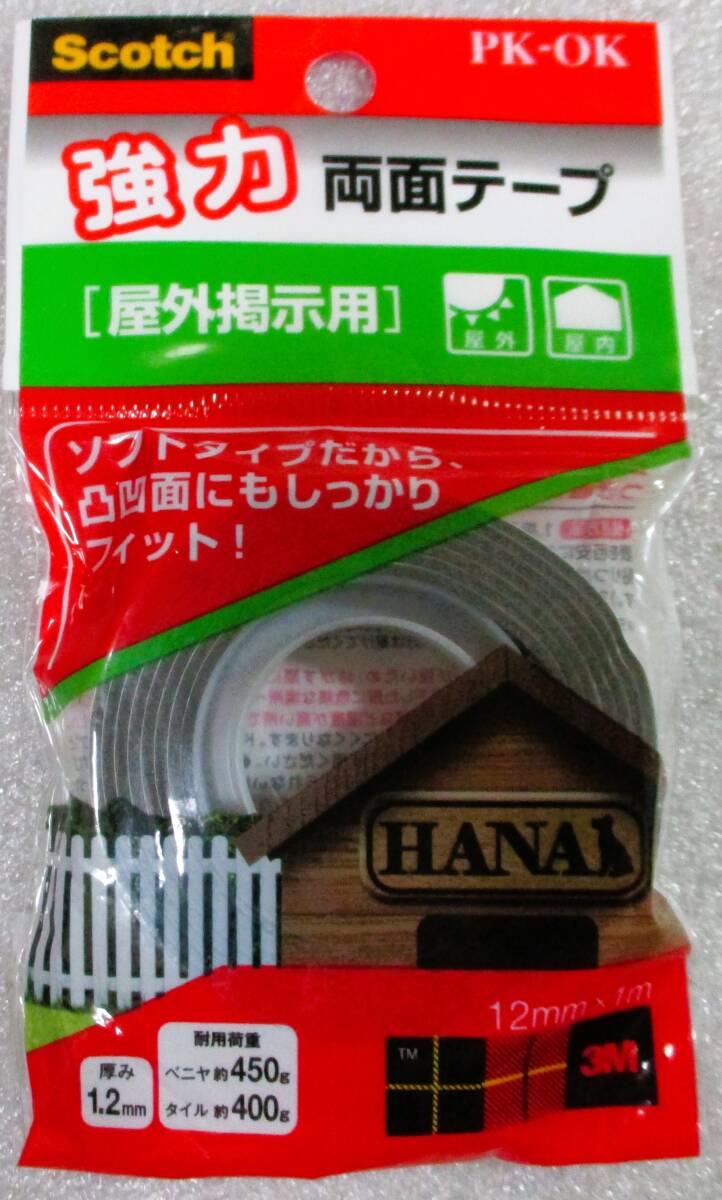 Scotch
PK-OK
強力 両面テープ
[屋外掲示用]
屋外
屋内
ソフトタイプだから、
凸凹面にもしっかり
フィット!
HANA
12mm×1m
厚み
1.2mm
耐用荷重
ベニヤ 約450g
タイル 約400g
TM
3M